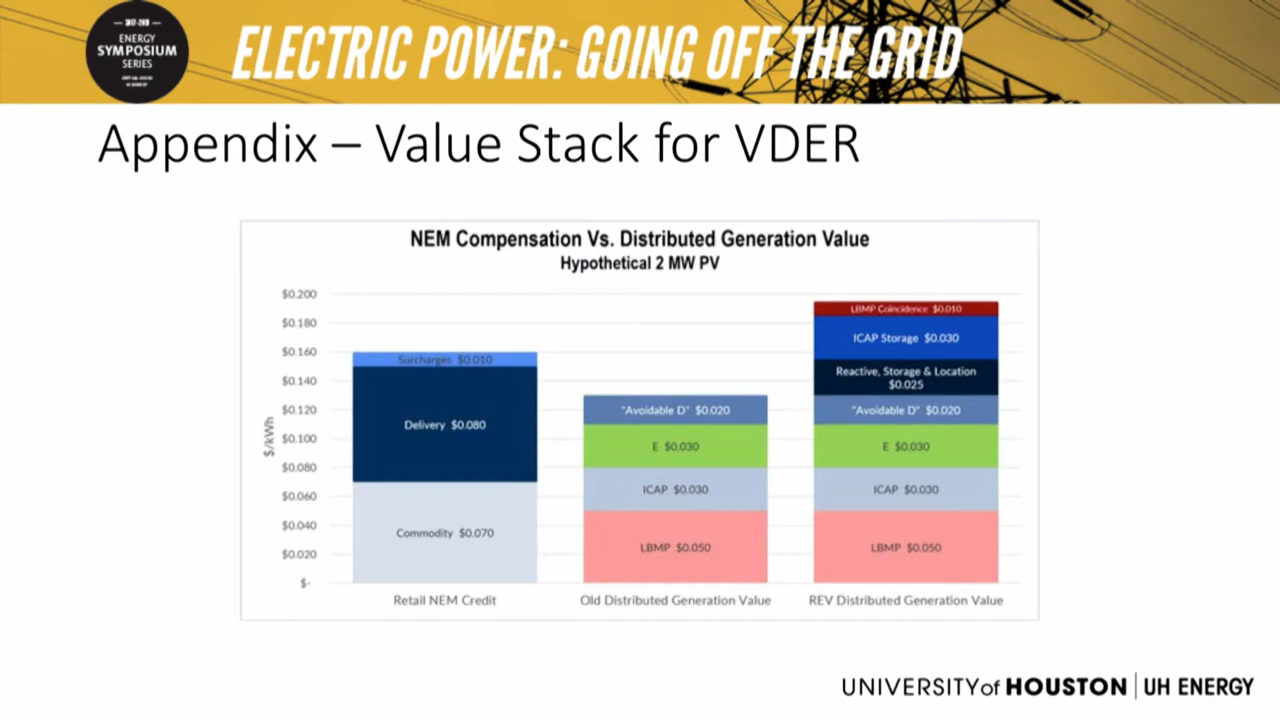 2017-2018
ENERGY
SYMPOSIUM
SERIES
ELECTRIC POWER: GOING OFF THE GRID
Appendix – Value Stack for VDER
NEM Compensation Vs. Distributed Generation Value
Hypothetical 2 MW PV
$/kWh
$0.200
$0.180
$0.160
$0.140
$0.120
$0.100
$0.080
$0.060
$0.040
$0.020
$-
Surcharges $0.010
Delivery $0.080
Commodity $0.070
"Avoidable D" $0.020
E $0.030
ICAP $0.030
LBMP $0.050
LBMP Coincidence $0.010
ICAP Storage $0.030
Reactive, Storage & Location
$0.025
"Avoidable D" $0.020
E $0.030
ICAP $0.030
LBMP $0.050
Retail NEM Credit
Old Distributed Generation Value
REV Distributed Generation Value
UNIVERSITY of HOUSTON | UH ENERGY